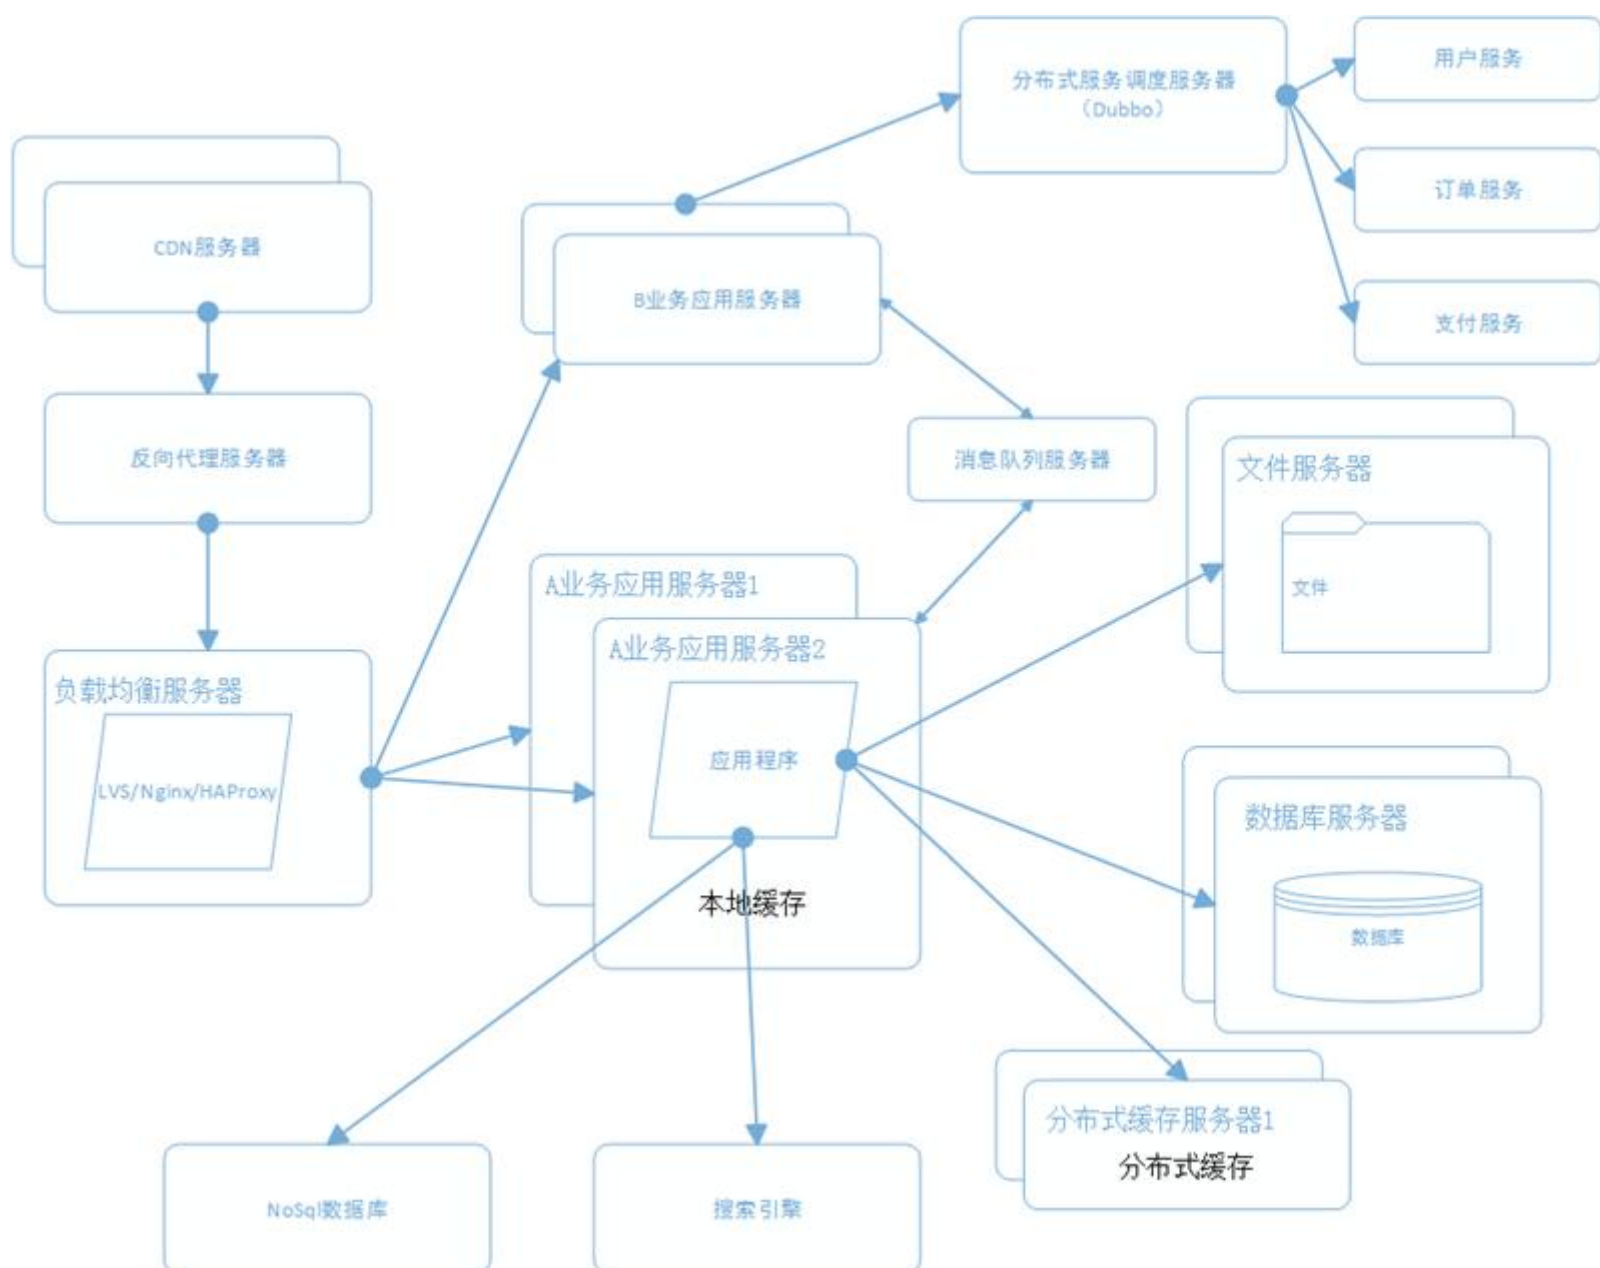 分布式服务调度服务器
（Dubbo）
用户服务
订单服务
支付服务
CDN服务器
B业务应用服务器
反向代理服务器
消息队列服务器
文件服务器
文件
A业务应用服务器1
A业务应用服务器2
负载均衡服务器
LVS/Nginx/HAProxy
应用程序
本地缓存
数据库服务器
数据库
分布式缓存服务器1
分布式缓存
NoSql数据库
搜索引擎